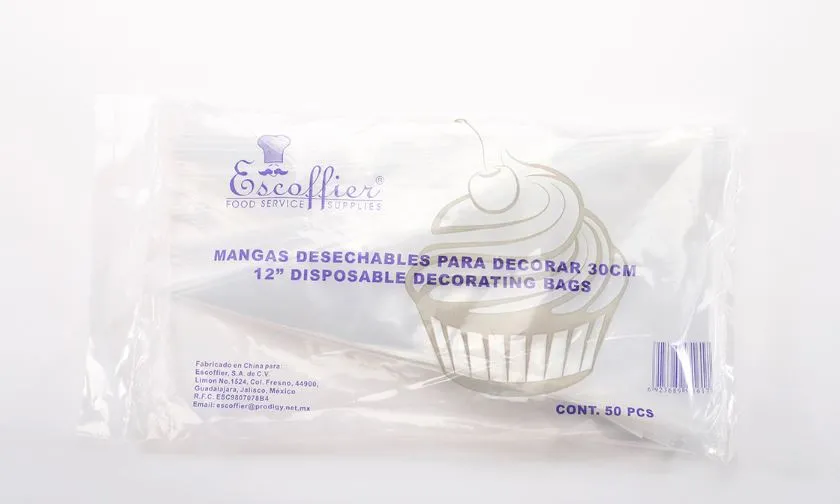 Escoffier®
FOOD SERVICE SUPPLIES
MANGAS DESECHABLES PARA DECORAR 30CM
12” DISPOSABLE DECORATING BAGS
Fabricado en China para:
Escoffier, S.A. de C.V.
Limon No.1524, Col. Fresno, 44900,
Guadalajara, Jalisco, México
R.F.C. ESC9807078B4
Email: escoffier@prodigy.net.mx
CONT. 50 PCS